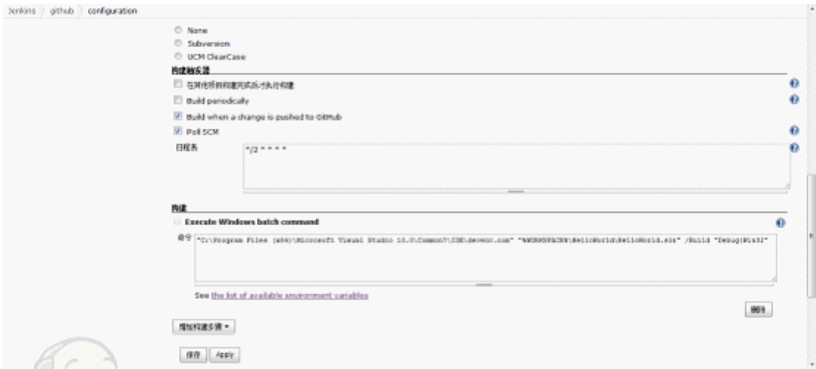 Jenkins github configuration
None
Subversion
UCM ClearCase
构建触发器
在其他项目构建完成后才执行构建
Build periodically
Build when a change is pushed to GitHub
Poll SCM
日程表
*/2 * * * *
构建
Execute Windows batch command
命令
"C:\Program Files (x86)\Microsoft Visual Studio 10.0\Common7\IDE\devenv.com" "%WORKSPACE%\HelloWorld\HelloWorld.sln" /Build "Debug|Win32"
See the list of available environment variables
删除
增加构建步骤
保存 Apply